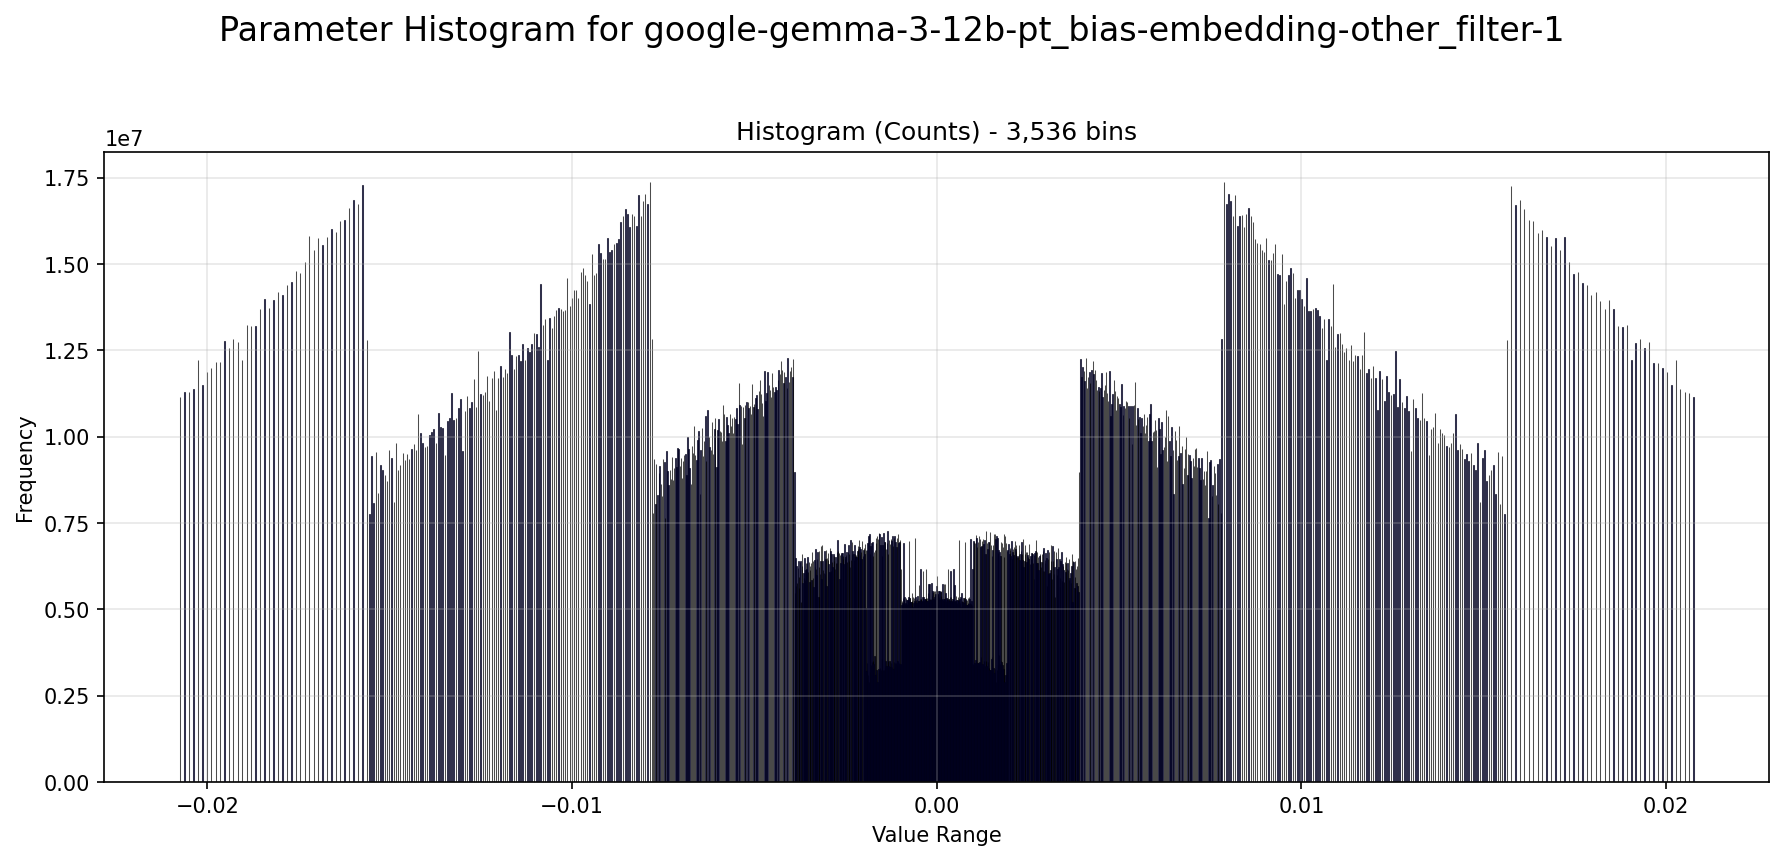 Parameter Histogram for google-gemma-3-12b-pt_bias-embedding-other_filter-1
Histogram (Counts) - 3,536 bins
1e7
1.75
1.50
1.25
1.00
0.75
0.50
0.25
0.00
Frequency
−0.02
−0.01
0.00
0.01
0.02
Value Range